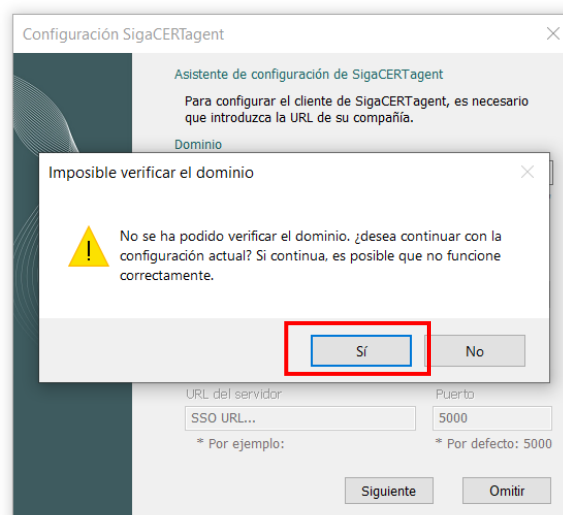 Configuración SigaCERTagent
Asistente de configuración de SigaCERTagent
Para configurar el cliente de SigaCERTagent, es necesario
que introduzca la URL de su compañía.
Dominio
Imposible verificar el dominio
No se ha podido verificar el dominio. ¿desea continuar con la
configuración actual? Si continua, es posible que no funcione
correctamente.
Sí No
URL del servidor Puerto
SSO URL... 5000
* Por ejemplo: * Por defecto: 5000
Siguiente Omitir